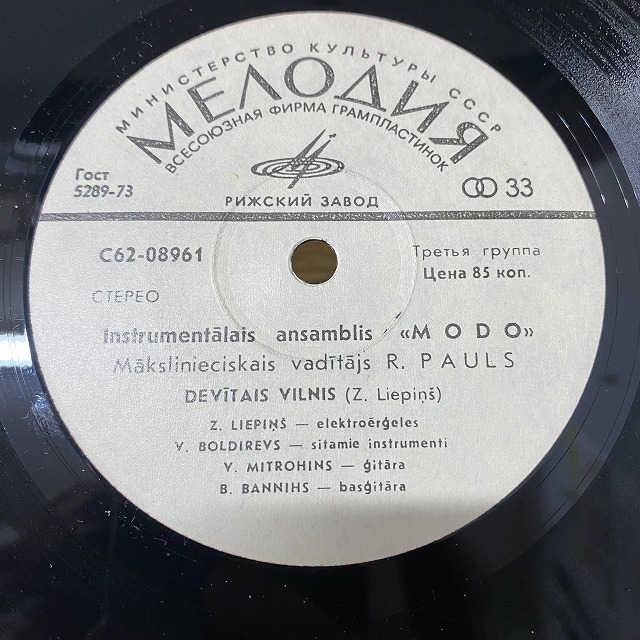 МИНИСТЕРСТВО КУЛЬТУРЫ СССР
МЕЛОДИЯ
ВСЕСОЮЗНАЯ ФИРМА ГРАМПЛАСТИНОК
Гост
5289-73
33
РИЖСКИЙ ЗАВОД
С62-08961
Третья группа
Цена 85 коп.
СТЕРЕО
Instrumentālais ansamblis «MODO»
Mākslinieciskais vadītājs R. PAULS
DEVĪTAIS VILNIS (Z. Liepiņš)
Z. LIEPIŅŠ — elektroērģeles
V. BOLDIREVS — sitamie instrumenti
V. MITROHINS — ģitāra
B. BANNIHS — basģitāra